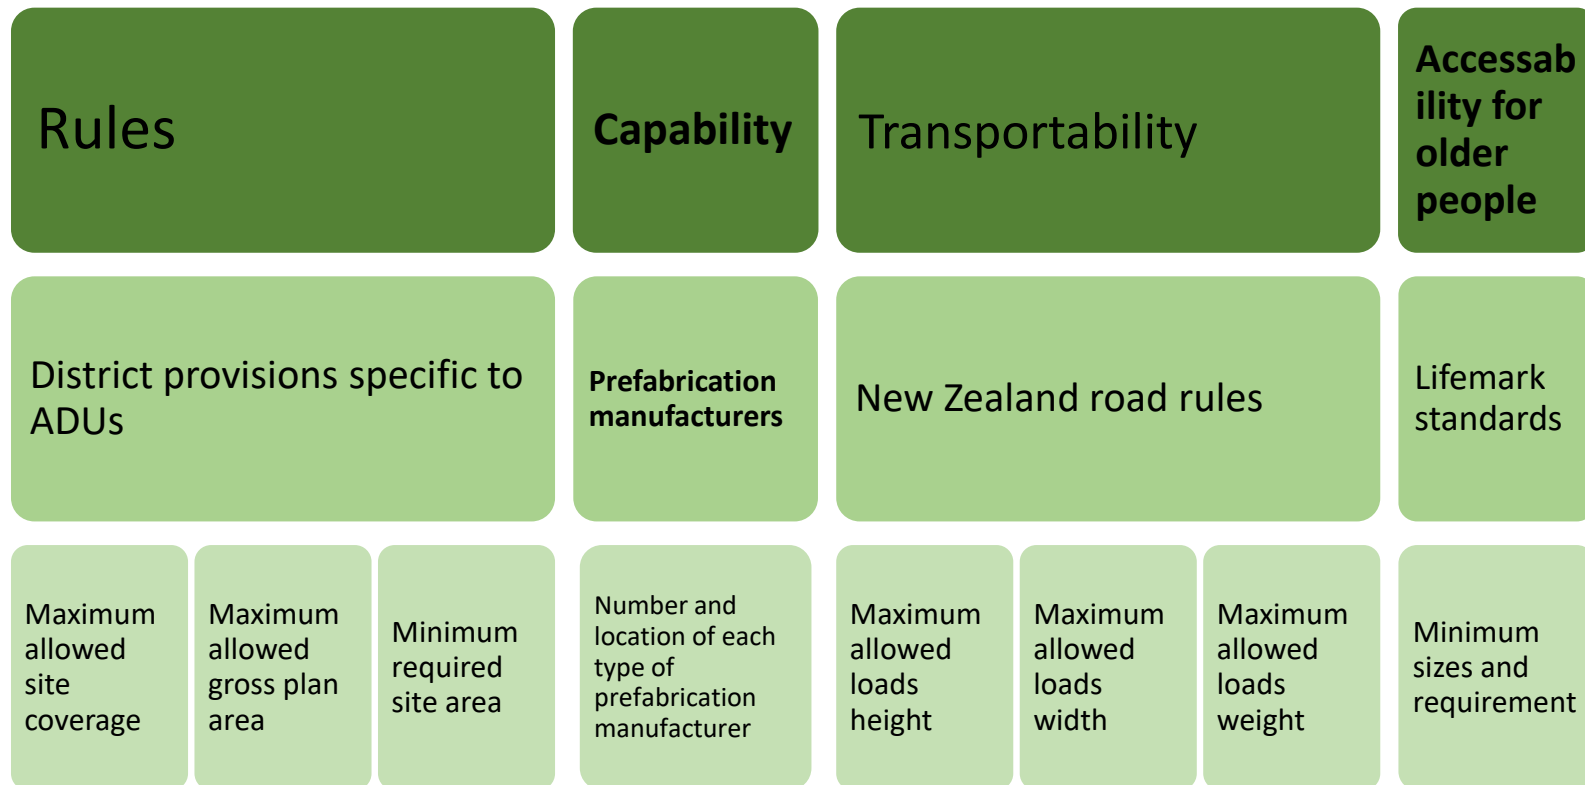 Rules
Capability
Transportability
Accessab
ility for
older
people
District provisions specific to
ADUs
Prefabrication
manufacturers
New Zealand road rules
Lifemark
standards
Maximum
allowed
site
coverage
Maximum
allowed
gross plan
area
Minimum
required
site area
Number and
location of each
type of
prefabrication
manufacturer
Maximum
allowed
loads
height
Maximum
allowed
loads
width
Maximum
allowed
loads
weight
Minimum
sizes and
requirement